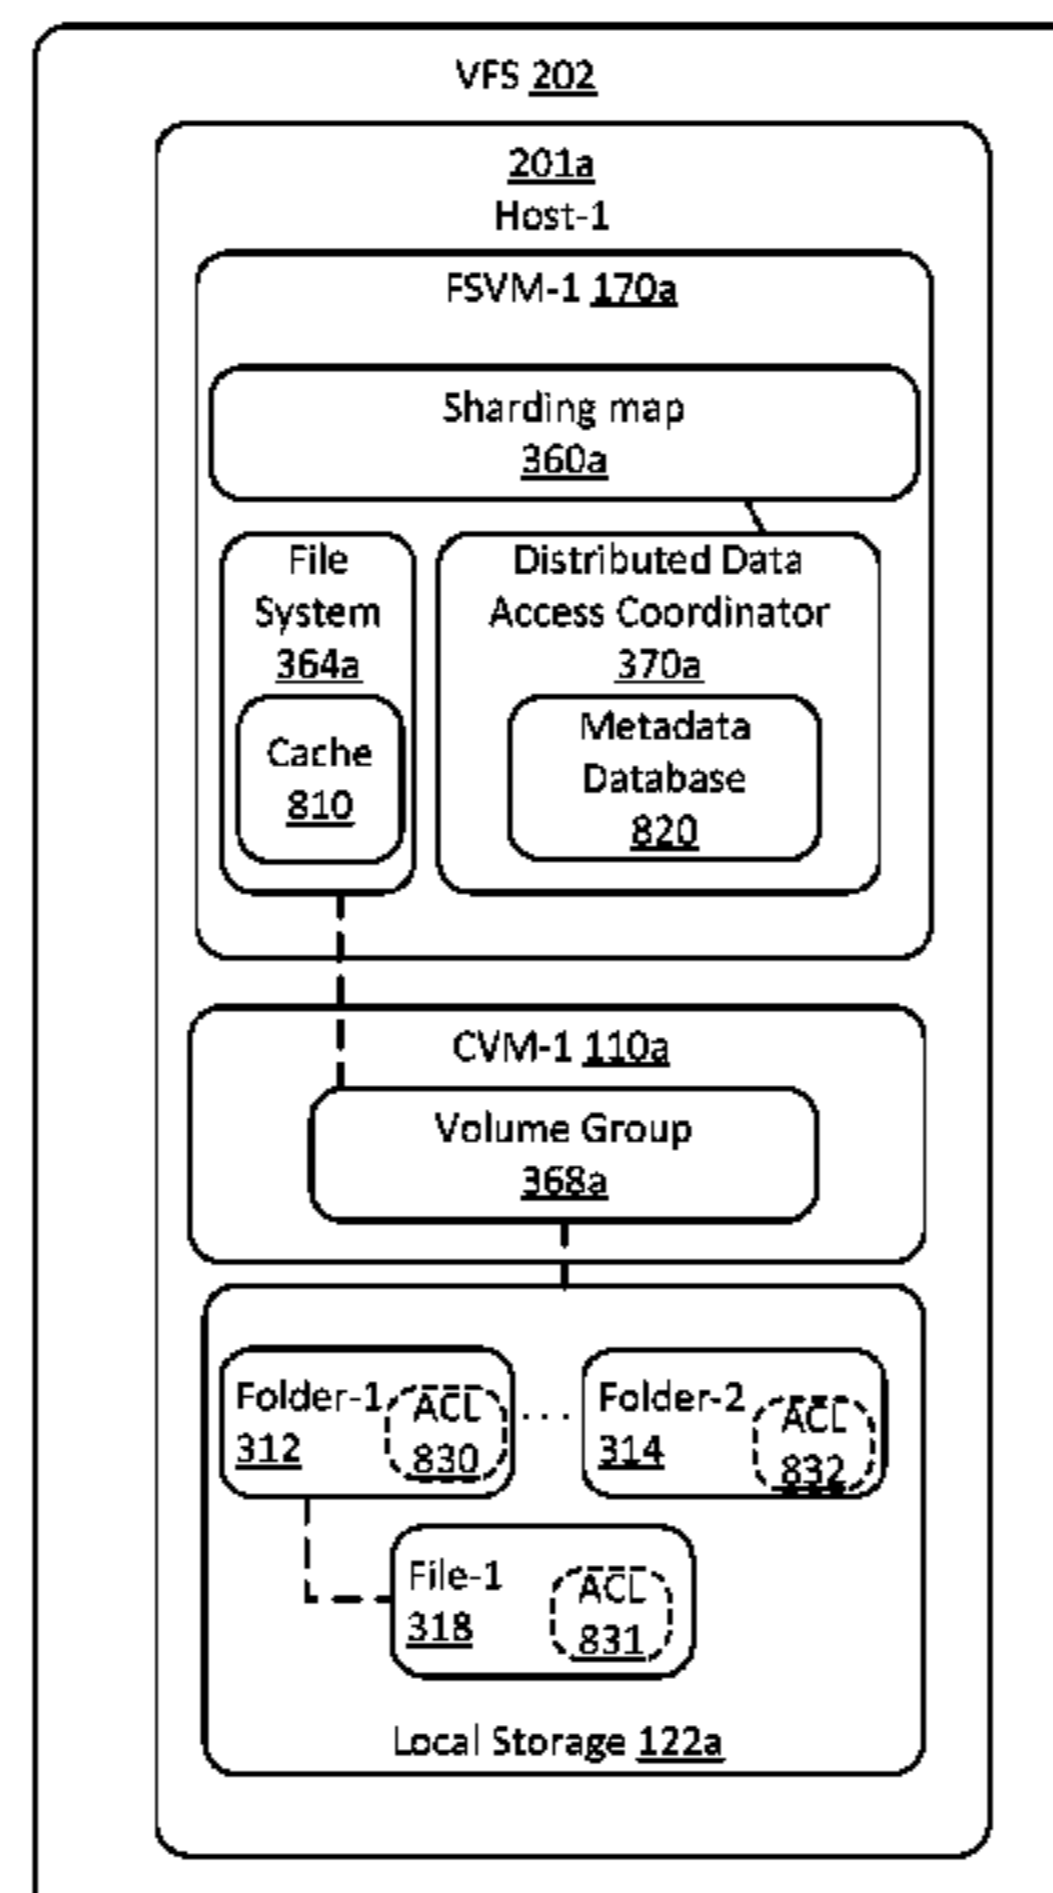 VFS 202
201a
Host-1
FSVM-1 170a
Sharding map
360a
File
System
364a
Cache
810
Distributed Data
Access Coordinator
370a
Metadata
Database
820
CVM-1 110a
Volume Group
368a
Folder-1
312
ACL
830
...
Folder-2
314
ACL
832
File-1
318
ACL
831
Local Storage 122a